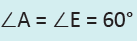 ∠A = ∠E = 60°